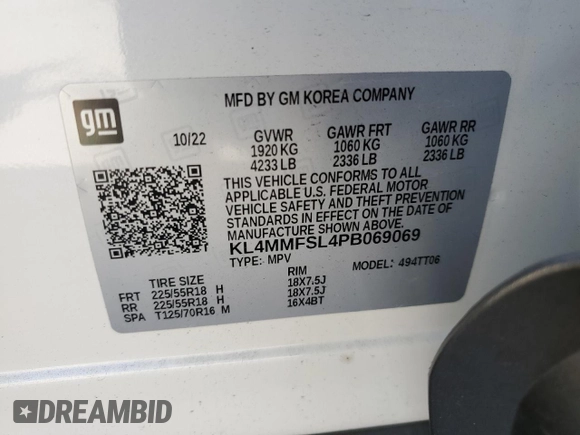 MFD BY GM KOREA COMPANY
gm
10/22 GVWR GAWR FRT GAWR RR
1920 KG 1060 KG 1060 KG
4233 LB 2336 LB 2336 LB
THIS VEHICLE CONFORMS TO ALL
APPLICABLE U.S. FEDERAL MOTOR
VEHICLE SAFETY AND THEFT PREVENTION
STANDARDS IN EFFECT ON THE DATE OF
MANUFACTURE SHOWN ABOVE.
KL4MMFSL4PB069069
TYPE: MPV MODEL: 494TT06
TIRE SIZE RIM
FRT 225/55R18 H 18X7.5J
RR 225/55R18 H 18X7.5J
SPA T125/70R16 M 16X4BT
DREAMBID